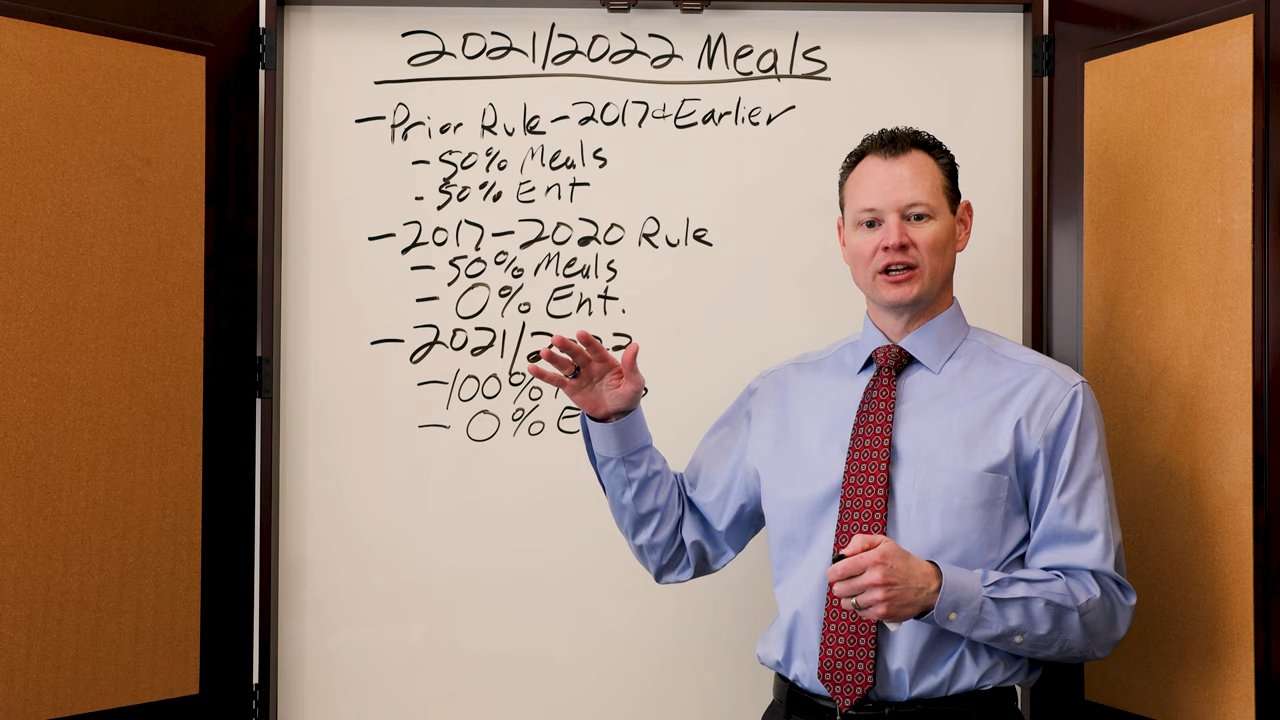 2021/2022 Meals
-Prior Rule-2017&Earlier
-50% Meals
-50% Ent
-2017-2020 Rule
-50% Meals
-0% Ent.
-2021/2022
-100%
-0%